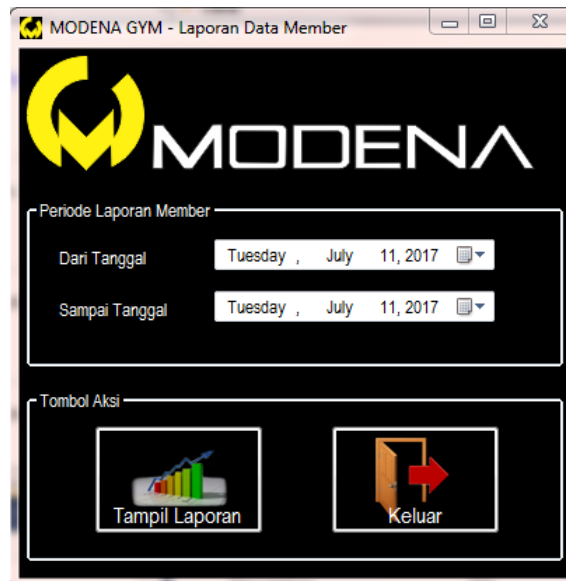 MODENA GYM - Laporan Data Member
MODENA
Periode Laporan Member
Dari Tanggal
Tuesday , July 11, 2017
Sampai Tanggal
Tuesday , July 11, 2017
Tombol Aksi
Tampil Laporan
Keluar